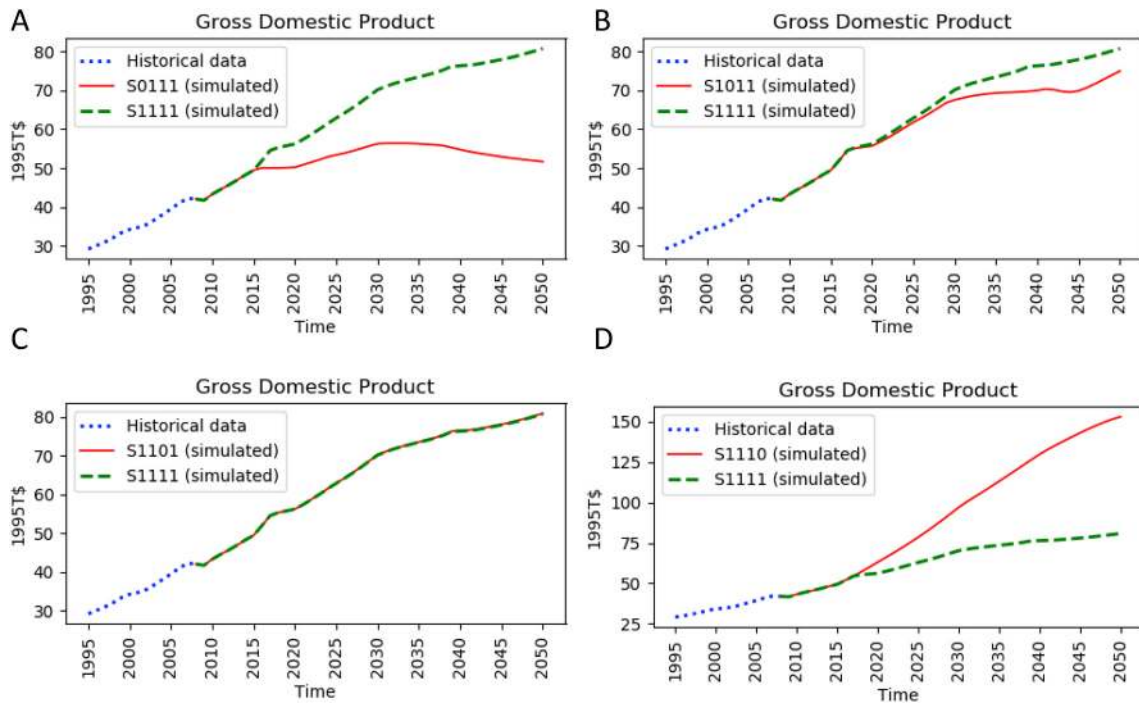 A
Gross Domestic Product
Historical data
S0111 (simulated)
S1111 (simulated)
1995T$
80
70
60
50
40
30
1995
2000
2005
2010
2015
2020
2025
2030
2035
2040
2045
2050
Time
B
Gross Domestic Product
Historical data
S1011 (simulated)
S1111 (simulated)
1995T$
80
70
60
50
40
30
1995
2000
2005
2010
2015
2020
2025
2030
2035
2040
2045
2050
Time
C
Gross Domestic Product
Historical data
S1101 (simulated)
S1111 (simulated)
1995T$
80
70
60
50
40
30
1995
2000
2005
2010
2015
2020
2025
2030
2035
2040
2045
2050
Time
D
Gross Domestic Product
Historical data
S1110 (simulated)
S1111 (simulated)
1995T$
150
125
100
75
50
25
1995
2000
2005
2010
2015
2020
2025
2030
2035
2040
2045
2050
Time